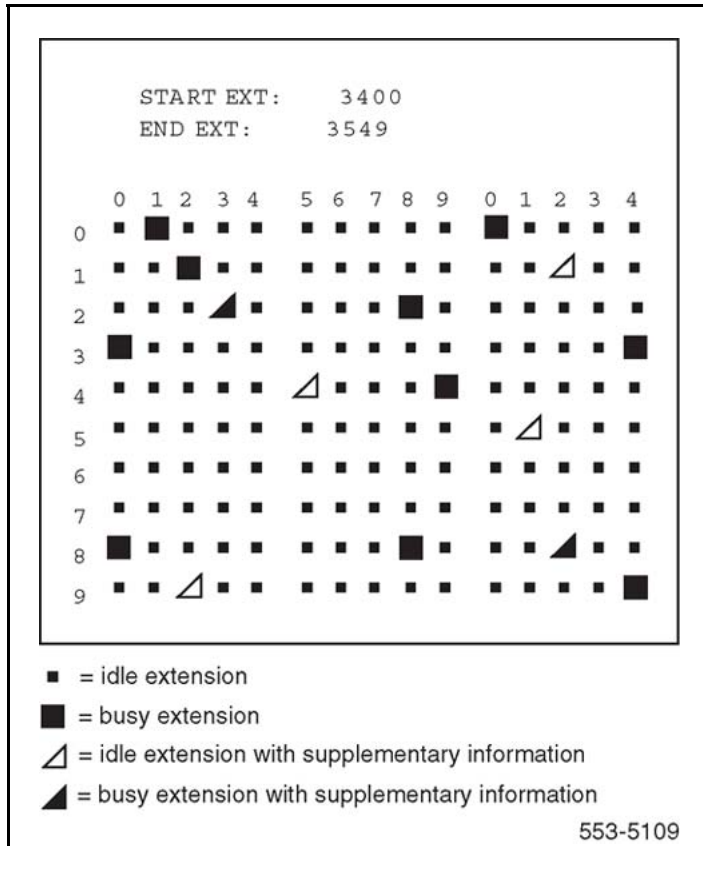 START EXT: 3400
END EXT: 3549
0 1 2 3 4 5 6 7 8 9 0 1 2 3 4
0
1
2
3
4
5
6
7
8
9
= idle extension
= busy extension
= idle extension with supplementary information
= busy extension with supplementary information
553-5109